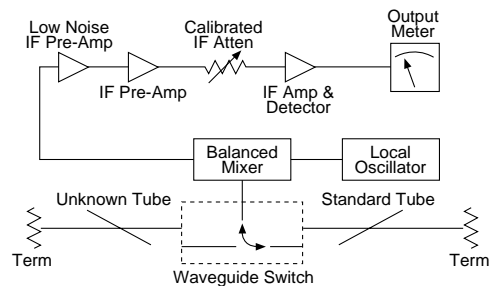 Low Noise
IF Pre-Amp
Calibrated
IF Atten
Output
Meter
IF Pre-Amp
IF Amp &
Detector
Balanced
Mixer
Local
Oscillator
Unknown Tube
Standard Tube
Term
Term
Waveguide Switch